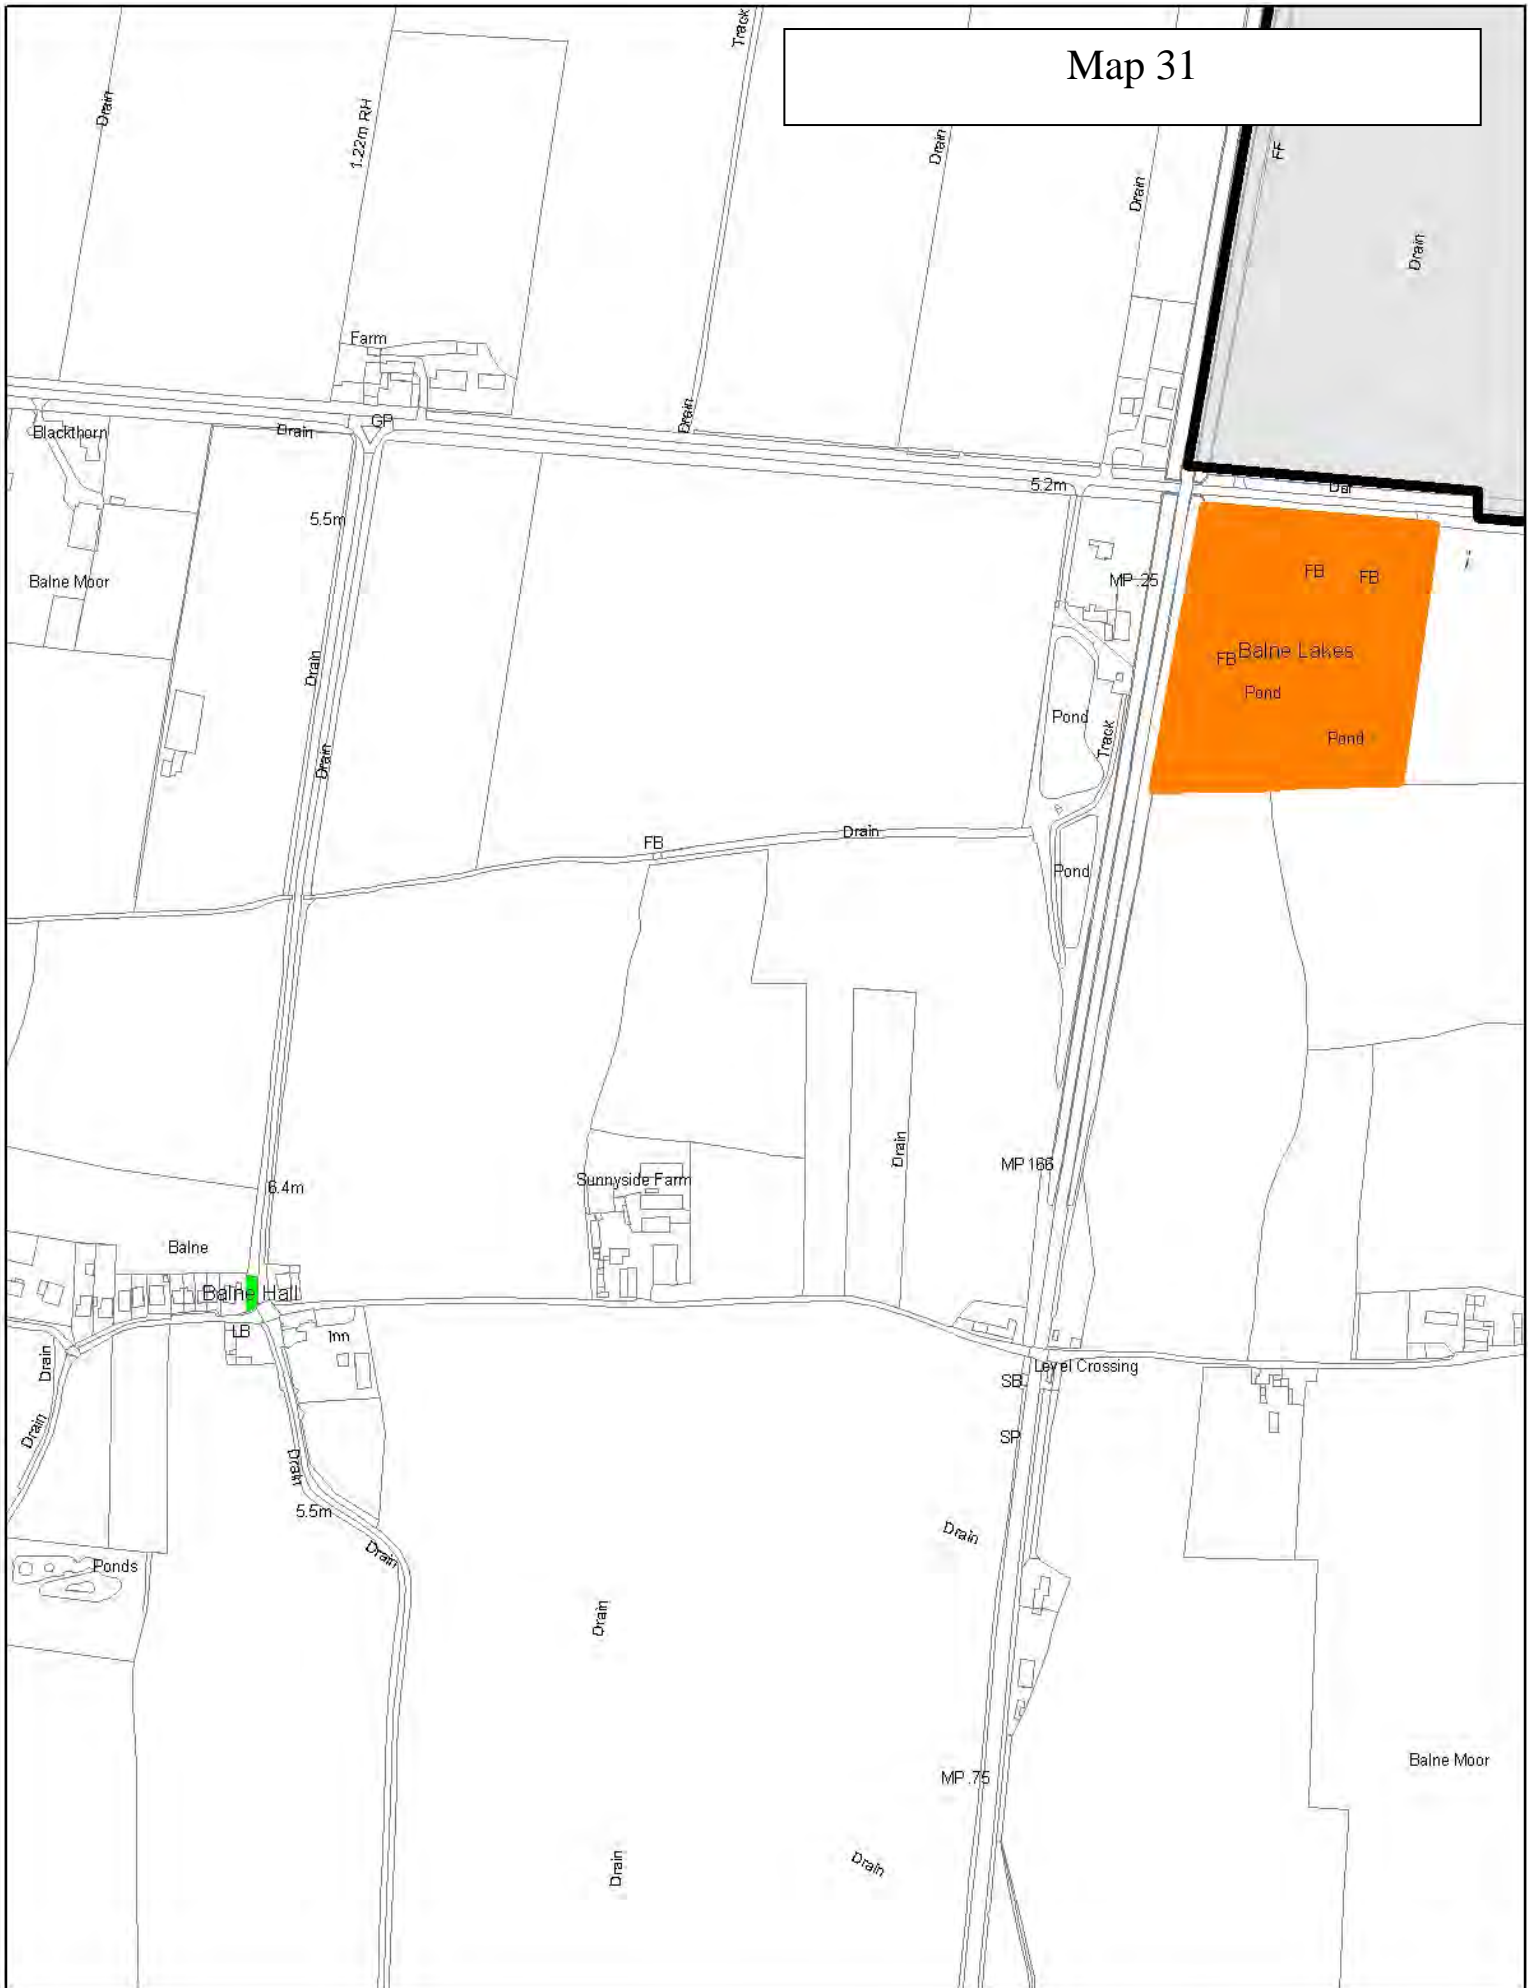 Map 31
Track
Drain
1.22m RH
Drain
FF
Drain
Drain
Farm
Drain
GP
Blackthorn
Drain
5.2m
Dar
5.5m
FB
FB
MP .25
Balne Moor
Balne Lakes
FB
Drain
Pond
Pond
Track
Pond
Drain
FB
Drain
Pond
Drain
MP 166
Sunnyside Farm
6.4m
Balne
Balne Hall
LB
Inn
Drain
Level Crossing
SB
Drain
SP
Drain
5.5m
Drain
Drain
Ponds
Drain
Balne Moor
MP .75
Drain
Drain